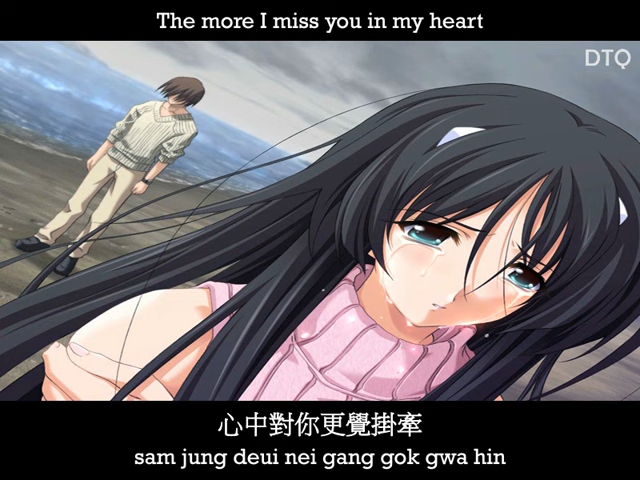 The more I miss you in my heart
DTQ
心中對你更覺掛牽
sam jung deui nei gang gok gwa hin